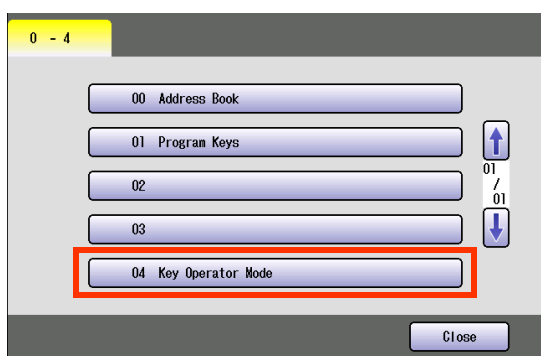 0 - 4
00 Address Book
01 Program Keys
02
03
04 Key Operator Mode
01
/
01
Close